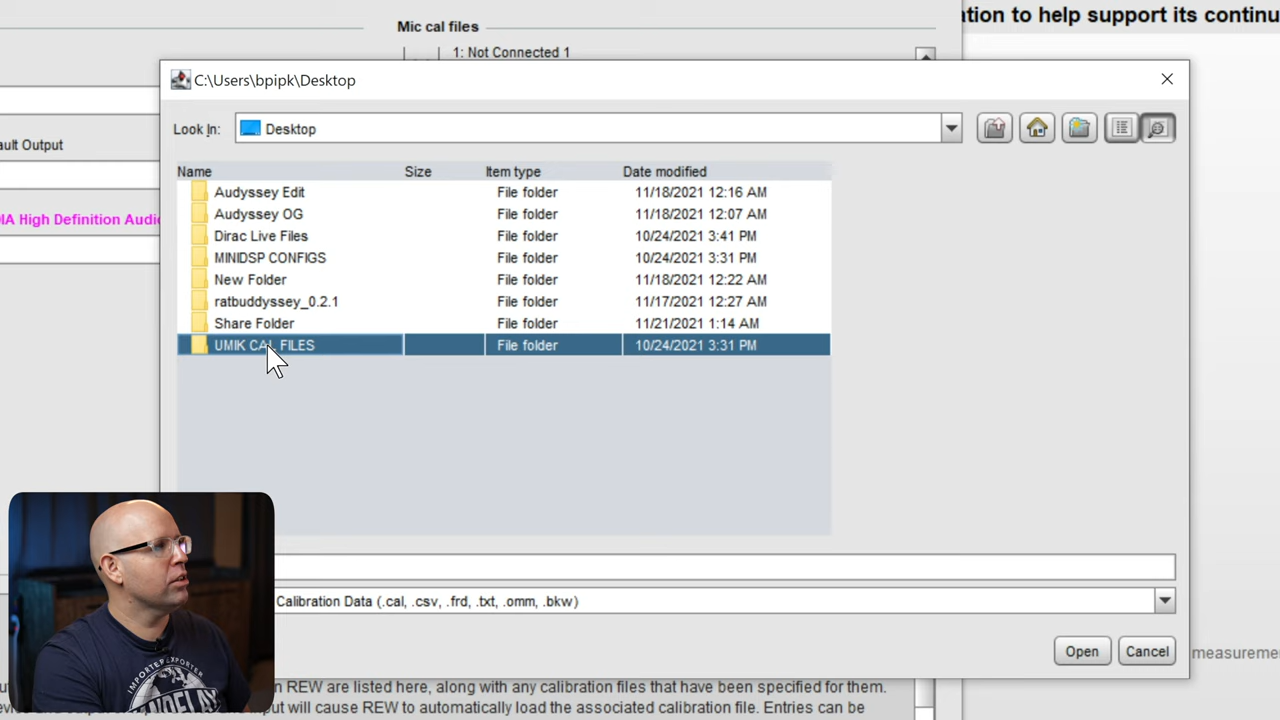 ation to help support its continu
Mic cal files
1: Not Connected 1
C:\Users\bpipk\Desktop
Look In: Desktop
ault Output
Name Size Item type Date modified
Audyssey Edit File folder 11/18/2021 12:16 AM
Audyssey OG File folder 11/18/2021 12:07 AM
IA High Definition Audio
Dirac Live Files File folder 10/24/2021 3:41 PM
MINIDSP CONFIGS File folder 10/24/2021 3:31 PM
New Folder File folder 11/18/2021 12:22 AM
ratbuddyssey_0.2.1 File folder 11/17/2021 12:27 AM
Share Folder File folder 11/21/2021 1:14 AM
UMIK CAL FILES File folder 10/24/2021 3:31 PM
Calibration Data (.cal, .csv, .frd, .txt, .omm, .bkw)
Open Cancel
measureme
IMPORTER EXPORTER
n REW are listed here, along with any calibration files that have been specified for them.
put will cause REW to automatically load the associated calibration file. Entries can be